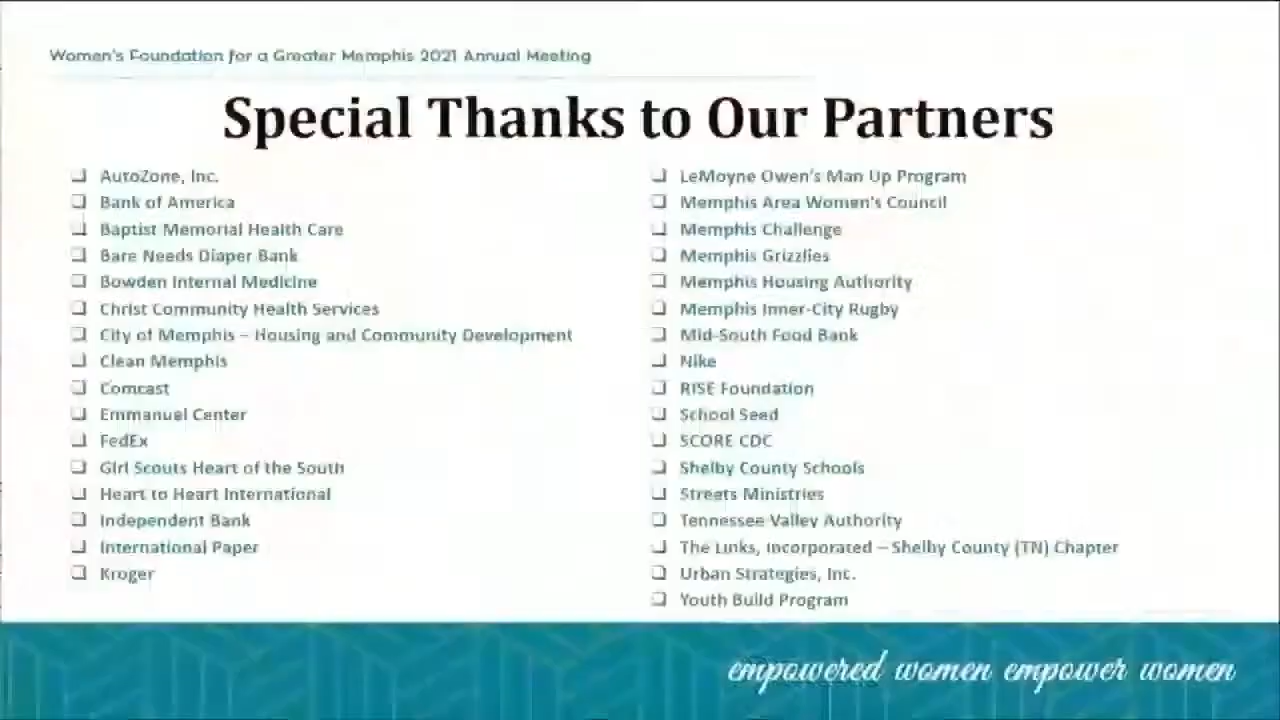 Women's Foundation for a Greater Memphis 2021 Annual Meeting
Special Thanks to Our Partners
❑ AutoZone, Inc.
❑ Bank of America
❑ Baptist Memorial Health Care
❑ Bare Needs Diaper Bank
❑ Bowden Internal Medicine
❑ Christ Community Health Services
❑ City of Memphis – Housing and Community Development
❑ Clean Memphis
❑ Comcast
❑ Emmanuel Center
❑ FedEx
❑ Girl Scouts Heart of the South
❑ Heart to Heart International
❑ Independent Bank
❑ International Paper
❑ Kroger
❑ LeMoyne Owen's Man Up Program
❑ Memphis Area Women's Council
❑ Memphis Challenge
❑ Memphis Grizzlies
❑ Memphis Housing Authority
❑ Memphis Inner-City Rugby
❑ Mid-South Food Bank
❑ Nike
❑ RISE Foundation
❑ School Seed
❑ SCORE CDC
❑ Shelby County Schools
❑ Streets Ministries
❑ Tennessee Valley Authority
❑ The Links, Incorporated – Shelby County (TN) Chapter
❑ Urban Strategies, Inc.
❑ Youth Build Program
empowered women empower women